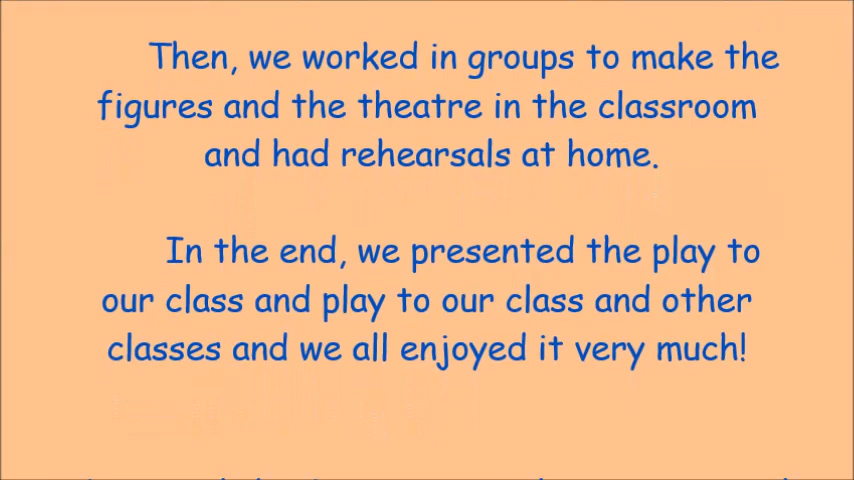 Then, we worked in groups to make the
figures and the theatre in the classroom
and had rehearsals at home.
In the end, we presented the play to
our class and play to our class and other
classes and we all enjoyed it very much!